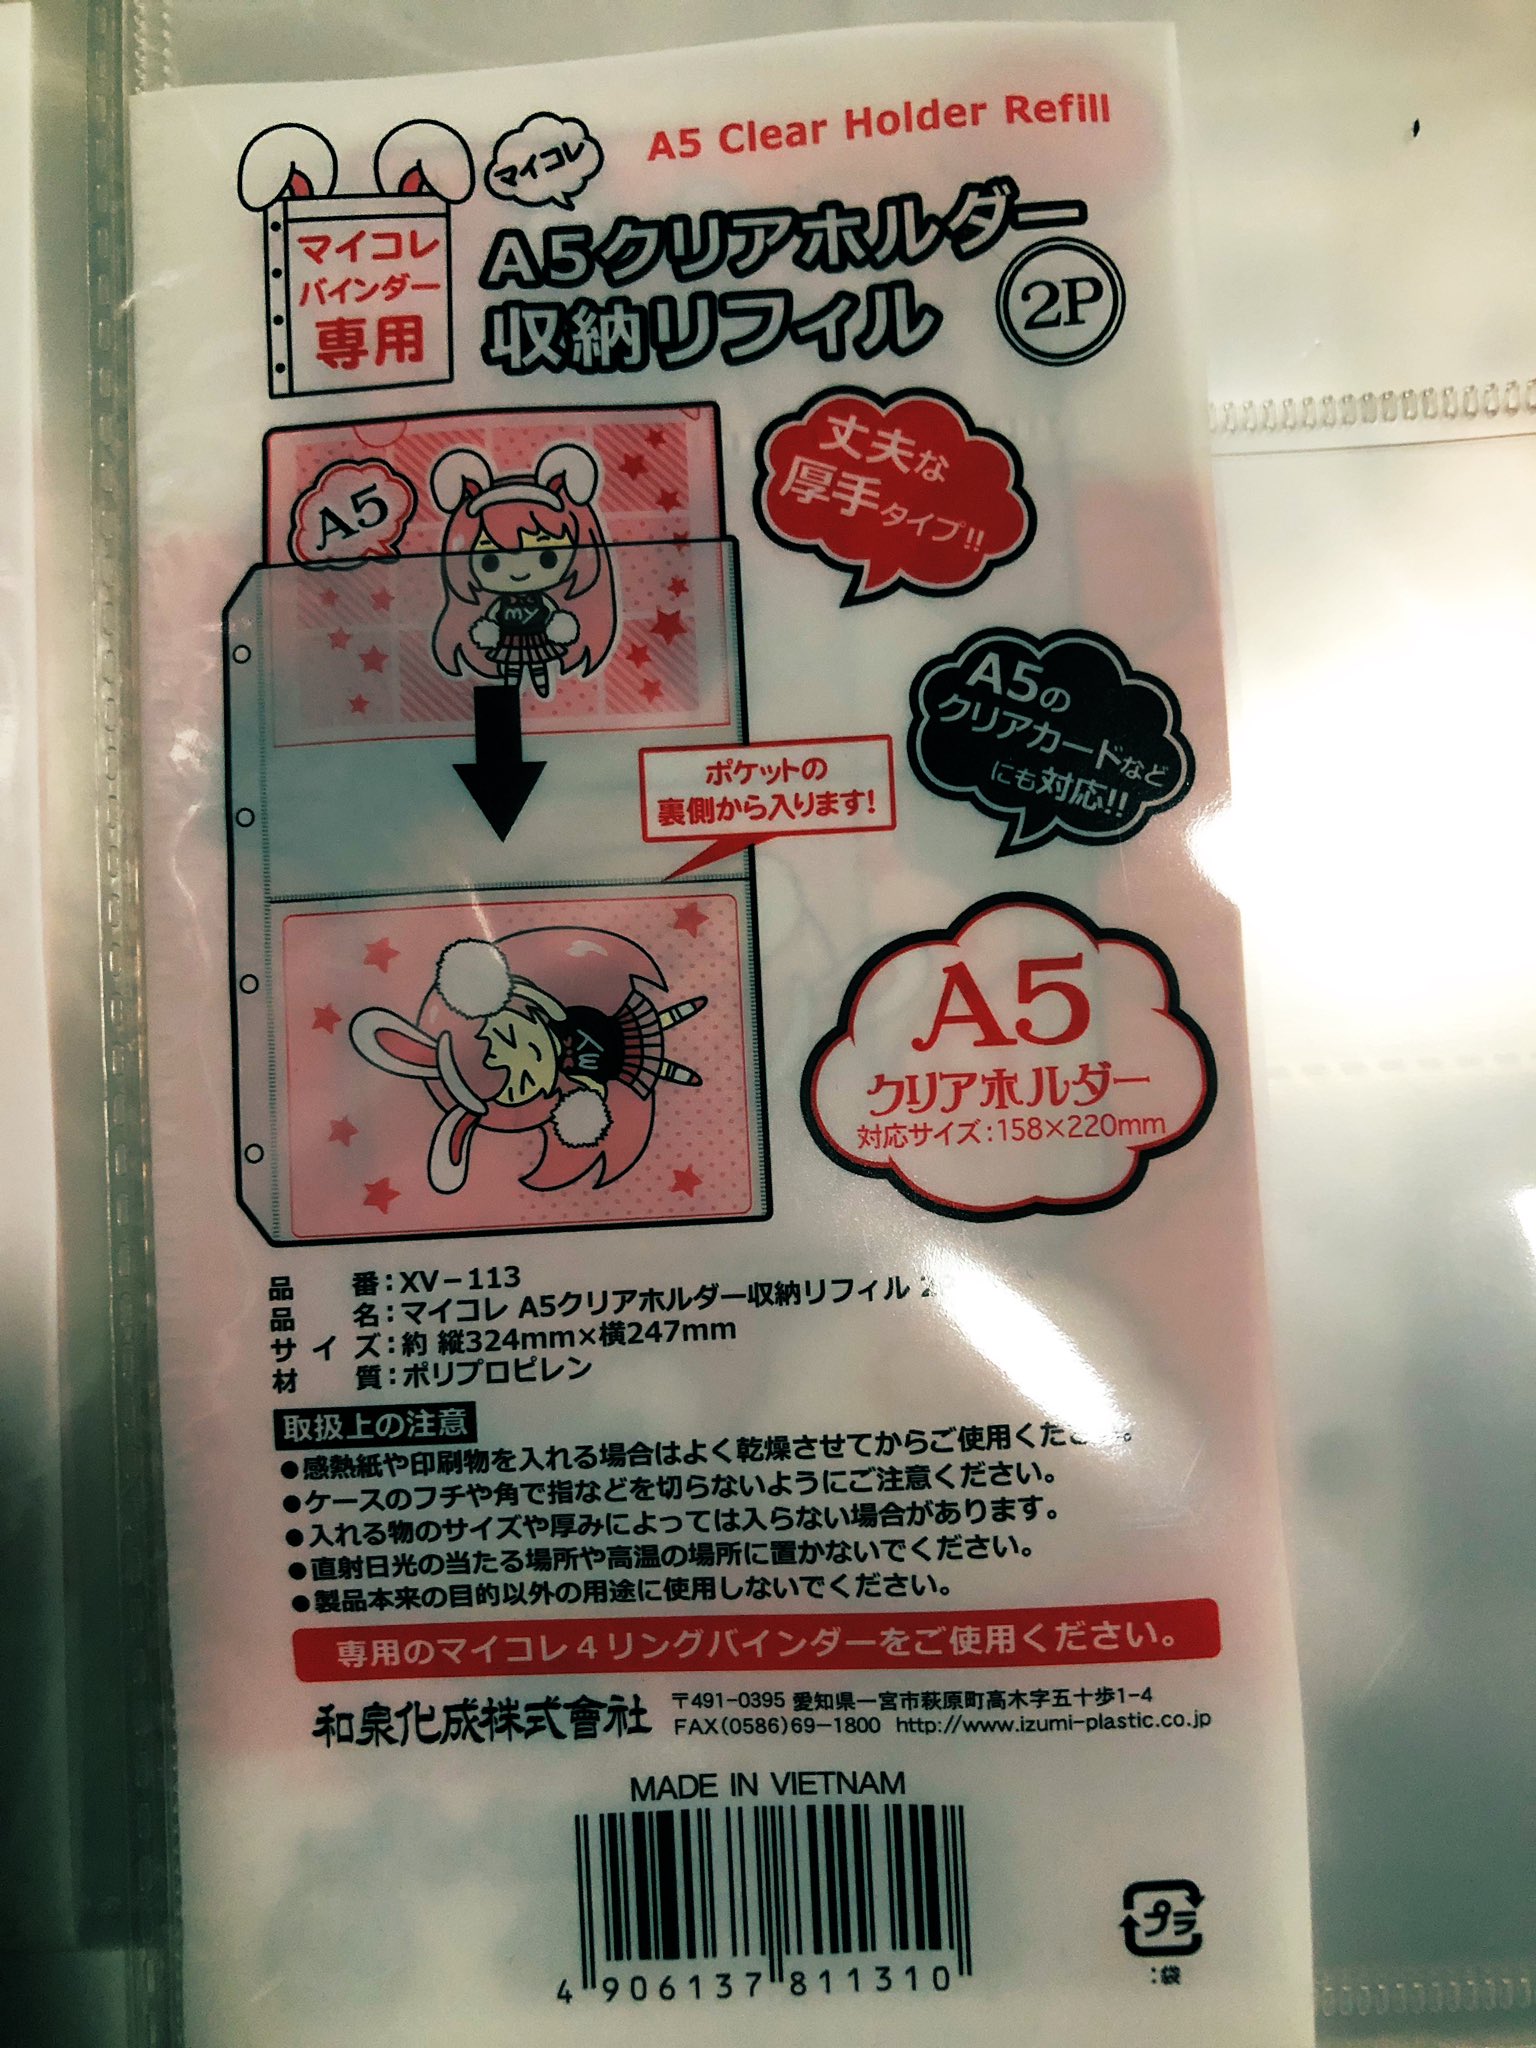 A5 Clear Holder Refill
マイコレ
マイコレ
バインダー
専用
A5クリアホルダー
収納リフィル
2P
丈夫な
厚手タイプ!!
A5
my
A5の
クリアカードなど
にも対応!!
ポケットの
裏側から入ります!
my
A5
クリアホルダー
対応サイズ:158×220mm
品 番:XV-113
品 名:マイコレ A5クリアホルダー収納リフィル
サイズ:約 縦324mm×横247mm
材 質:ポリプロピレン
取扱上の注意
●感熱紙や印刷物を入れる場合はよく乾燥させてからご使用くだ
●ケースのフチや角で指などを切らないようにご注意ください。
●入れる物のサイズや厚みによっては入らない場合があります。
●直射日光の当たる場所や高温の場所に置かないでください。
●製品本来の目的以外の用途に使用しないでください。
専用のマイコレ4リングバインダーをご使用ください。
和泉化成株式會社
〒491-0395 愛知県一宮市萩原町高木字五十歩1-4
FAX(0586)69-1800 http://www.izumi-plastic.co.jp
MADE IN VIETNAM
4 906137 811310
プラ
:袋